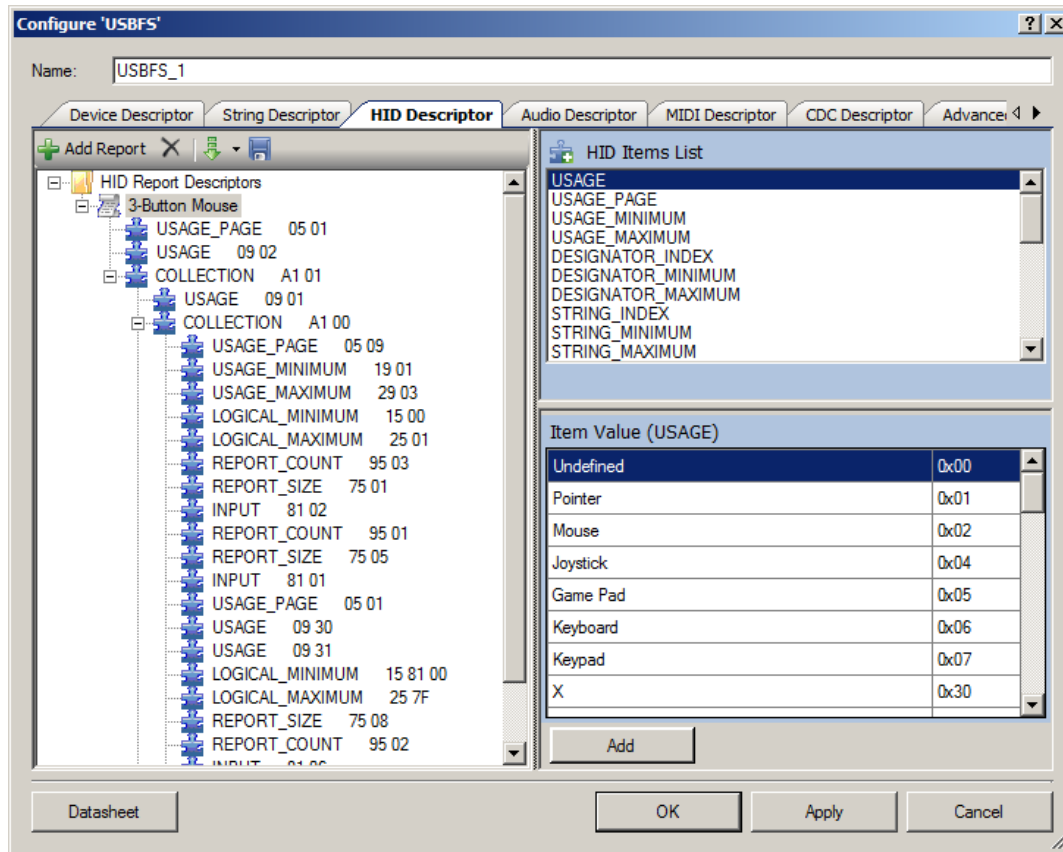 Configure 'USBFS'
Name: USBFS_1
Device Descriptor String Descriptor HID Descriptor Audio Descriptor MIDI Descriptor CDC Descriptor
Add Report
HID Report Descriptors
3-Button Mouse
USAGE_PAGE 05 01
USAGE 09 02
COLLECTION A1 01
USAGE 09 01
COLLECTION A1 00
USAGE_PAGE 05 09
USAGE_MINIMUM 19 01
USAGE_MAXIMUM 29 03
LOGICAL_MINIMUM 15 00
LOGICAL_MAXIMUM 25 01
REPORT_COUNT 95 03
REPORT_SIZE 75 01
INPUT 81 02
REPORT_COUNT 95 01
REPORT_SIZE 75 05
INPUT 81 01
USAGE_PAGE 05 01
USAGE 09 30
USAGE 09 31
LOGICAL_MINIMUM 15 81 00
LOGICAL_MAXIMUM 25 7F
REPORT_SIZE 75 08
REPORT_COUNT 95 02
HID Items List
USAGE
USAGE_PAGE
USAGE_MINIMUM
USAGE_MAXIMUM
DESIGNATOR_INDEX
DESIGNATOR_MINIMUM
DESIGNATOR_MAXIMUM
STRING_INDEX
STRING_MINIMUM
STRING_MAXIMUM
Item Value (USAGE)
Undefined 0x00
Pointer 0x01
Mouse 0x02
Joystick 0x04
Game Pad 0x05
Keyboard 0x06
Keypad 0x07
X 0x30
Add
Datasheet OK Apply Cancel